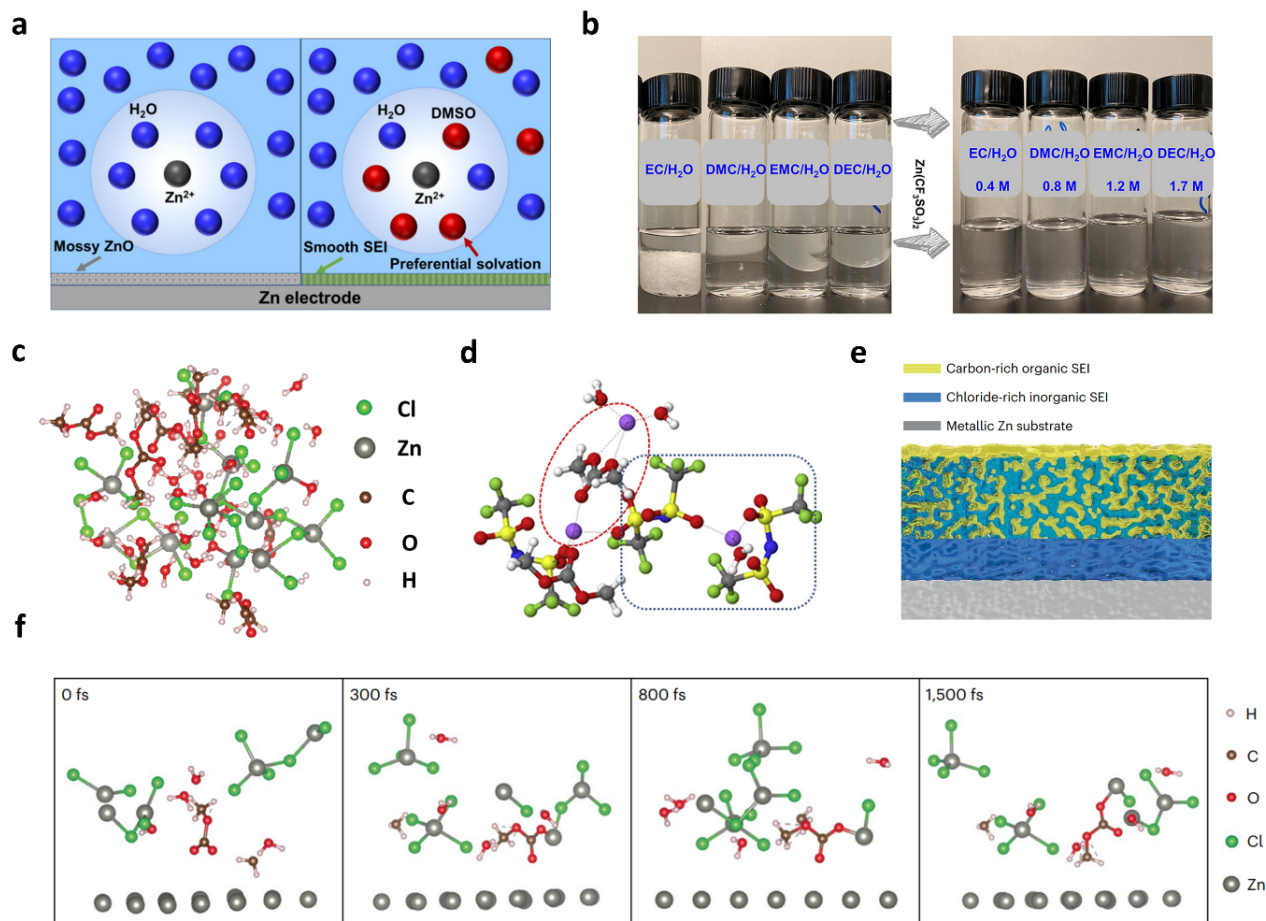 a
H₂O
Zn²⁺
Mossy ZnO
H₂O
DMSO
Zn²⁺
Smooth SEI
Preferential solvation
Zn electrode
b
EC/H₂O
DMC/H₂O
EMC/H₂O
DEC/H₂O
Zn(CF₃SO₃)₂
EC/H₂O
0.4 M
DMC/H₂O
0.8 M
EMC/H₂O
1.2 M
DEC/H₂O
1.7 M
c
Cl
Zn
C
O
H
d
e
Carbon-rich organic SEI
Chloride-rich inorganic SEI
Metallic Zn substrate
f
0 fs
300 fs
800 fs
1,500 fs
H
C
O
Cl
Zn